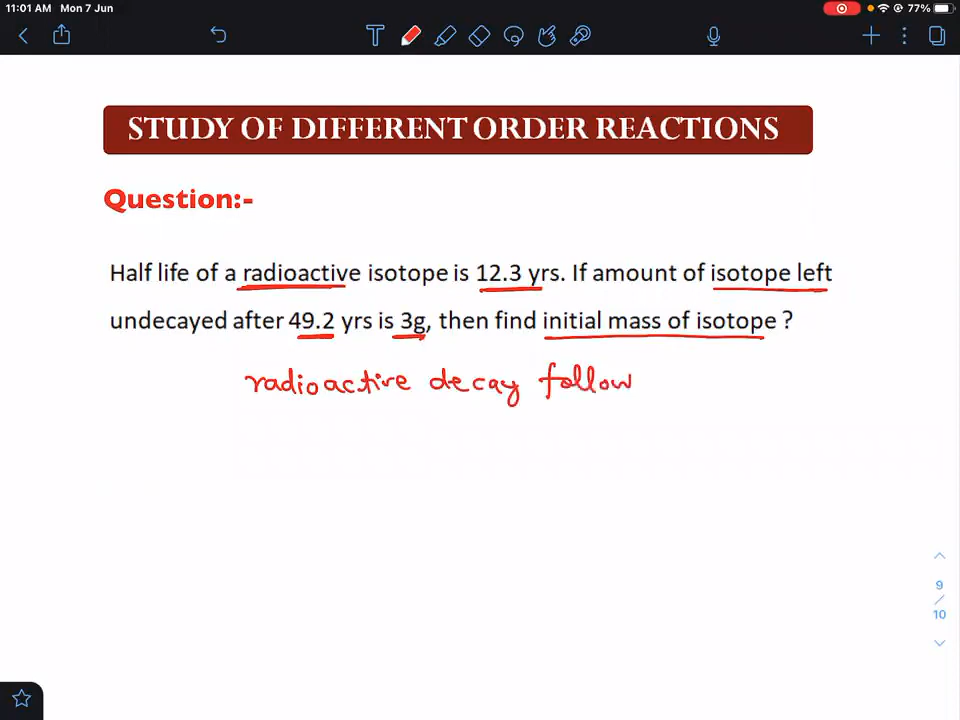 11:01 AM Mon 7 Jun 77%
STUDY OF DIFFERENT ORDER REACTIONS
Question:-
Half life of a radioactive isotope is 12.3 yrs. If amount of isotope left
undecayed after 49.2 yrs is 3g, then find initial mass of isotope ?
radioactive decay follow
9
/
10